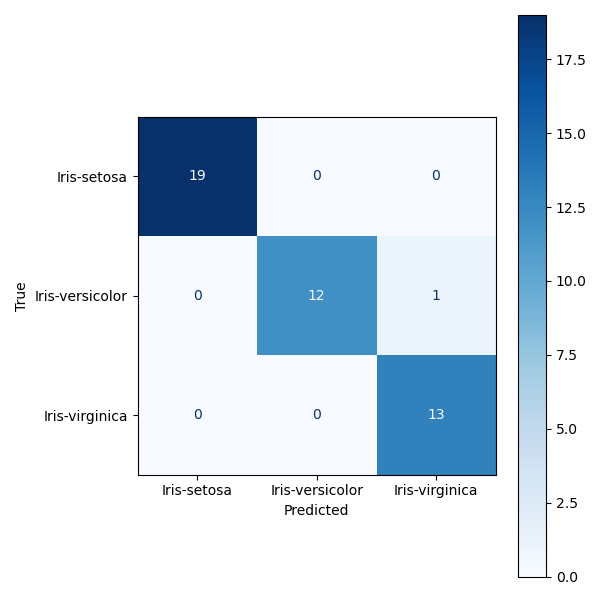 17.5
15.0
12.5
10.0
7.5
5.0
2.5
0.0
True
Iris-setosa 19 0 0
Iris-versicolor 0 12 1
Iris-virginica 0 0 13
Iris-setosa Iris-versicolor Iris-virginica
Predicted